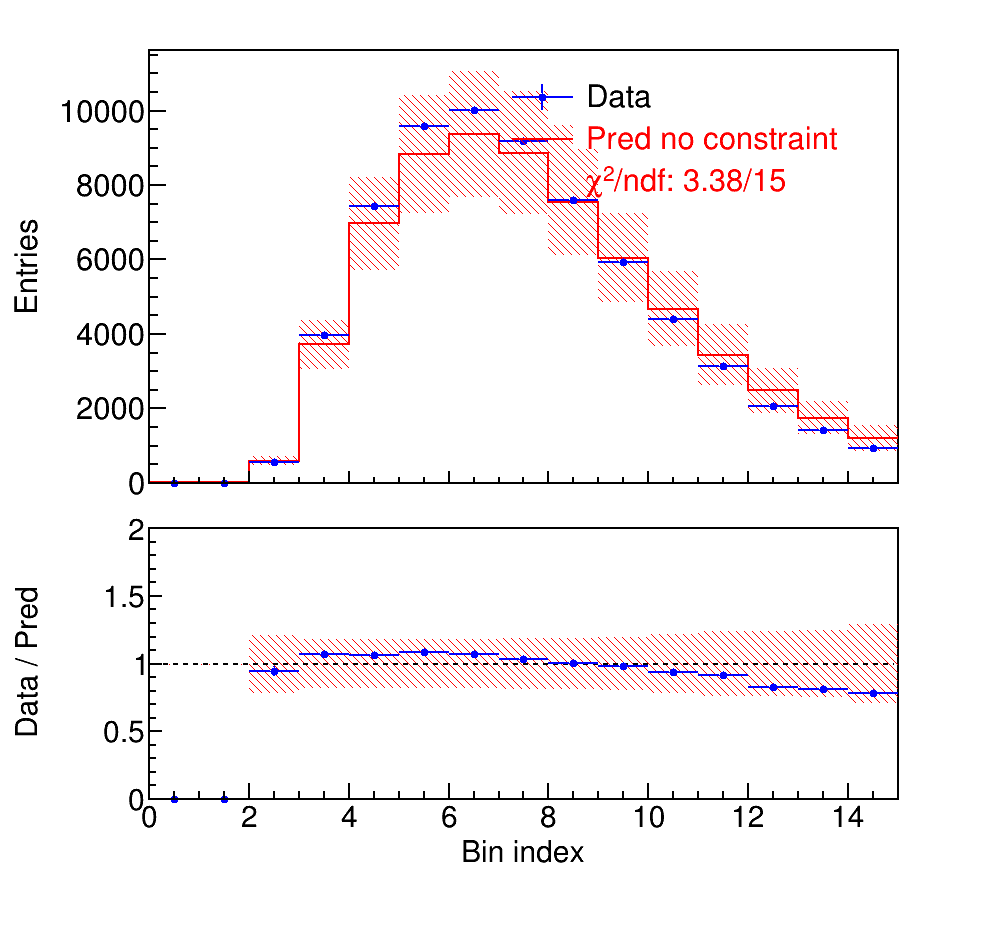 10000
8000
6000
4000
2000
0
Entries
Data
Pred no constraint
χ²/ndf: 3.38/15
2
1.5
1
0.5
0
Data / Pred
0 2 4 6 8 10 12 14
Bin index